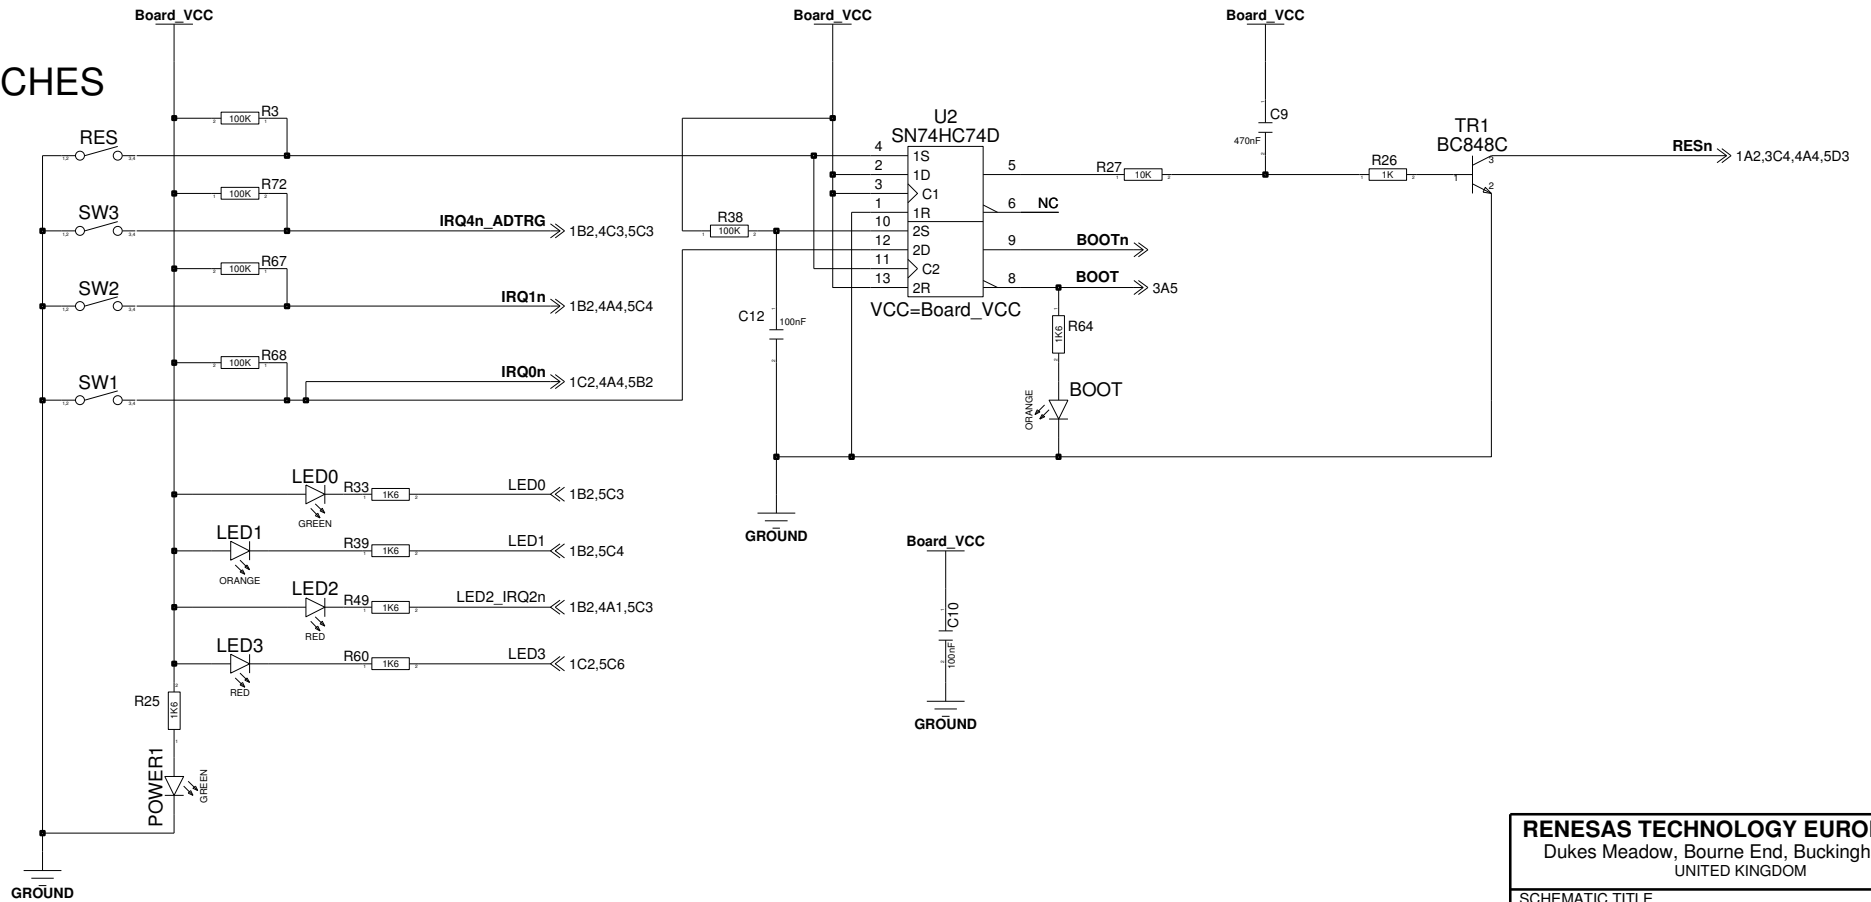 Board_VCC
Board_VCC
Board_VCC
CHES
R3
100K
RES
R72
100K
SW3
IRQ4n_ADTRG
1B2,4C3,5C3
R67
100K
SW2
IRQ1n
1B2,4A4,5C4
R68
100K
SW1
IRQ0n
1C2,4A4,5B2
U2
SN74HC74D
4 1S
2 1D
3 C1
1 1R
10 2S
12 2D
11 C2
13 2R
5
6 NC
9 BOOTn
8 BOOT
3A5
VCC=Board_VCC
R38
100K
C12
100nF
R27
10K
C9
470nF
R26
1K
TR1
BC848C
1
3
2
RESn
1A2,3C4,4A4,5D3
R64
1K6
BOOT
ORANGE
GROUND
LED0
GREEN
R33
1K6
LED0
1B2,5C3
LED1
ORANGE
R39
1K6
LED1
1B2,5C4
LED2
RED
R49
1K6
LED2_IRQ2n
1B2,4A1,5C3
LED3
RED
R60
1K6
LED3
1C2,5C6
R25
1K6
POWER1
GREEN
GROUND
Board_VCC
C10
100nF
GROUND
RENESAS TECHNOLOGY EURO
Dukes Meadow, Bourne End, Buckingh
UNITED KINGDOM
SCHEMATIC TITLE